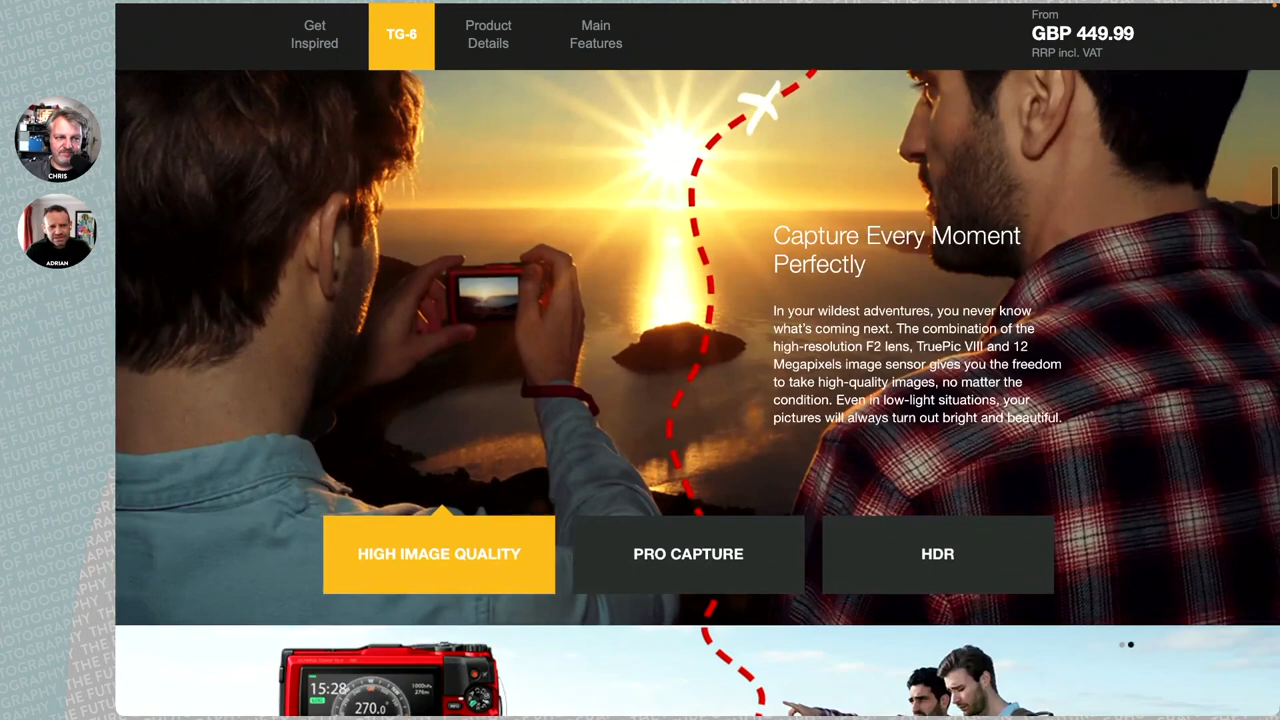 Get
Inspired
TG-6
Product
Details
Main
Features
From
GBP 449.99
RRP incl. VAT
CHRIS
ADRIAN
Capture Every Moment
Perfectly
In your wildest adventures, you never know
what's coming next. The combination of the
high-resolution F2 lens, TruePic VIII and 12
Megapixels image sensor gives you the freedom
to take high-quality images, no matter the
condition. Even in low-light situations, your
pictures will always turn out bright and beautiful.
HIGH IMAGE QUALITY
PRO CAPTURE
HDR
15:28
1000hPa
276m
270.0°